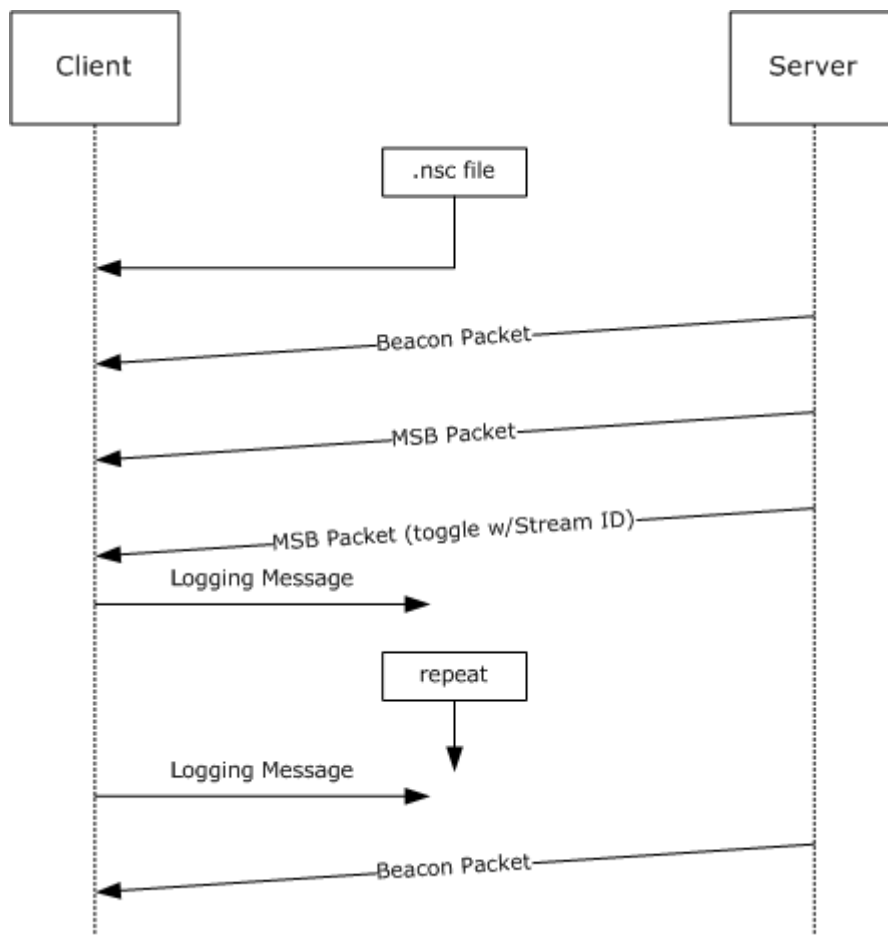 Client
Server
.nsc file
Beacon Packet
MSB Packet
MSB Packet (toggle w/Stream ID)
Logging Message
repeat
Logging Message
Beacon Packet